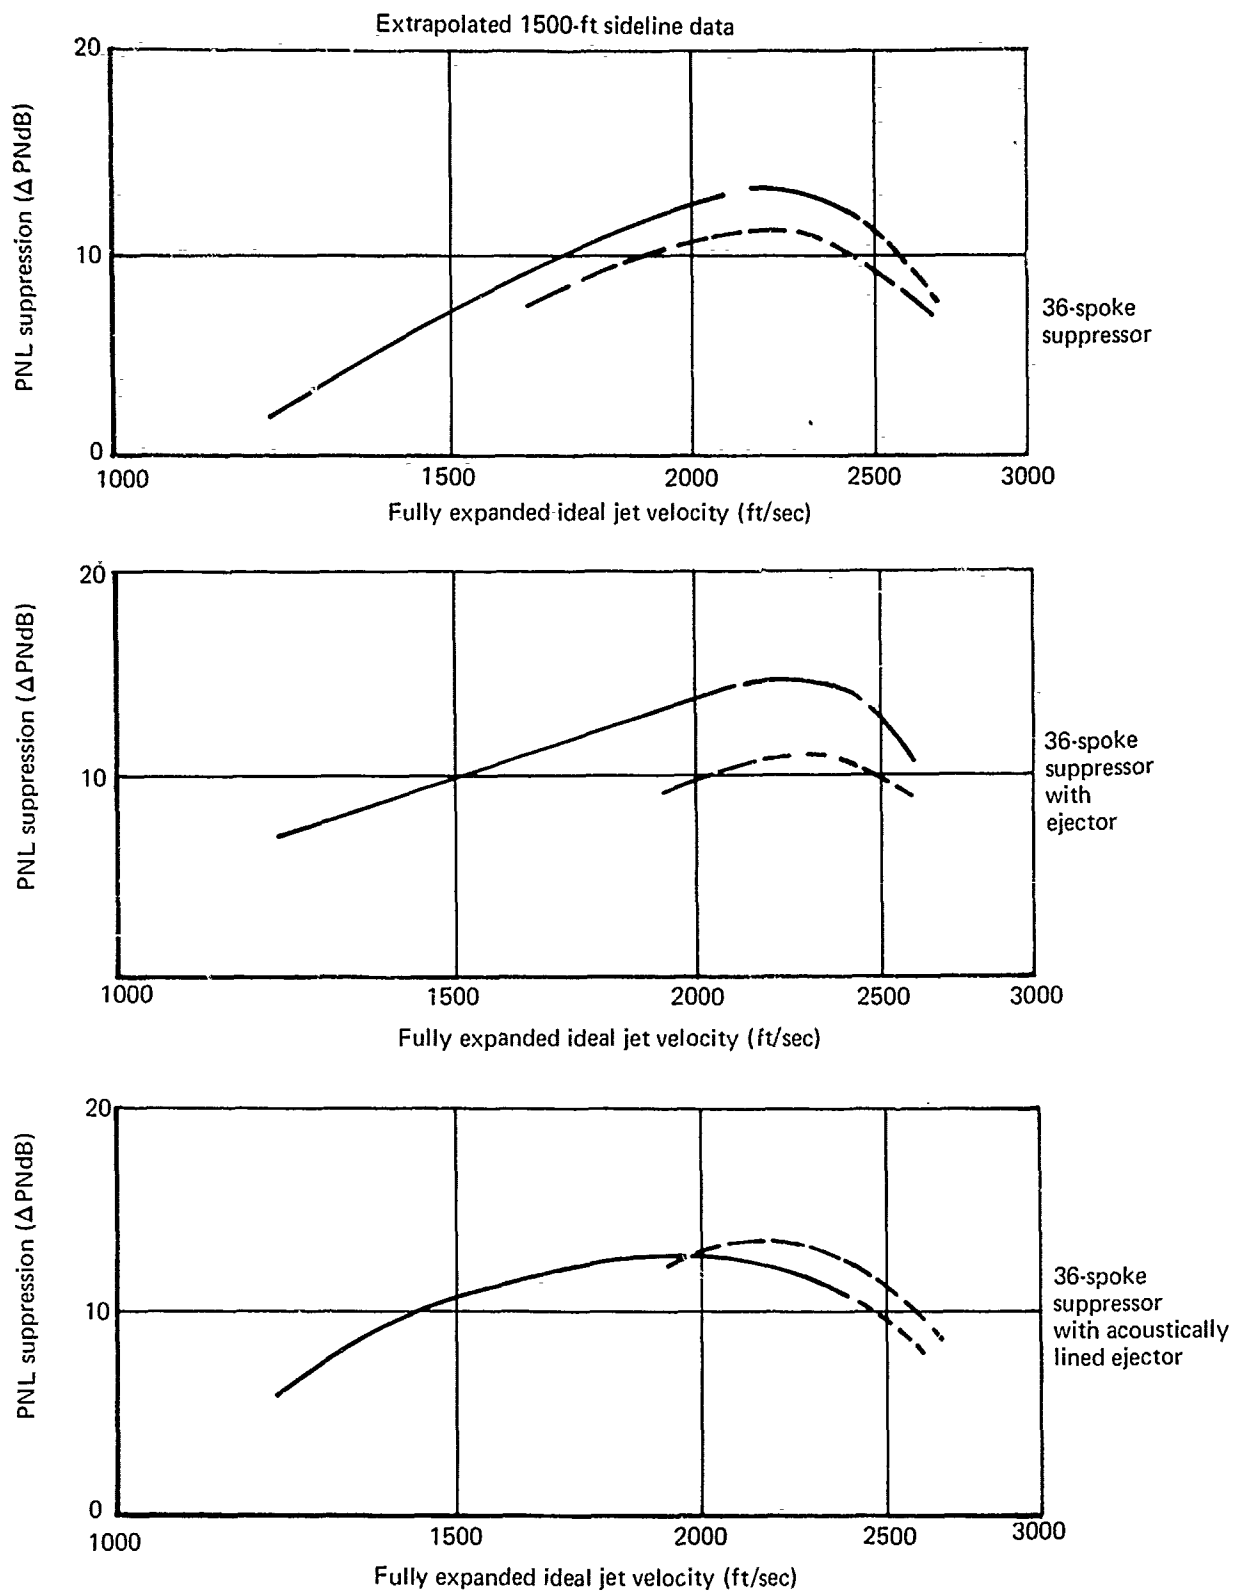 Extrapolated 1500-ft sideline data
20
10
0
PNL suppression (Δ PNdB)
1000 1500 2000 2500 3000
Fully expanded ideal jet velocity (ft/sec)
36-spoke
suppressor
20
10
PNL suppression (ΔPNdB)
1000 1500 2000 2500 3000
Fully expanded ideal jet velocity (ft/sec)
36-spoke
suppressor
with
ejector
20
10
0
PNL suppression (ΔPNdB)
1000 1500 2000 2500 3000
Fully expanded ideal jet velocity (ft/sec)
36-spoke
suppressor
with acoustically
lined ejector